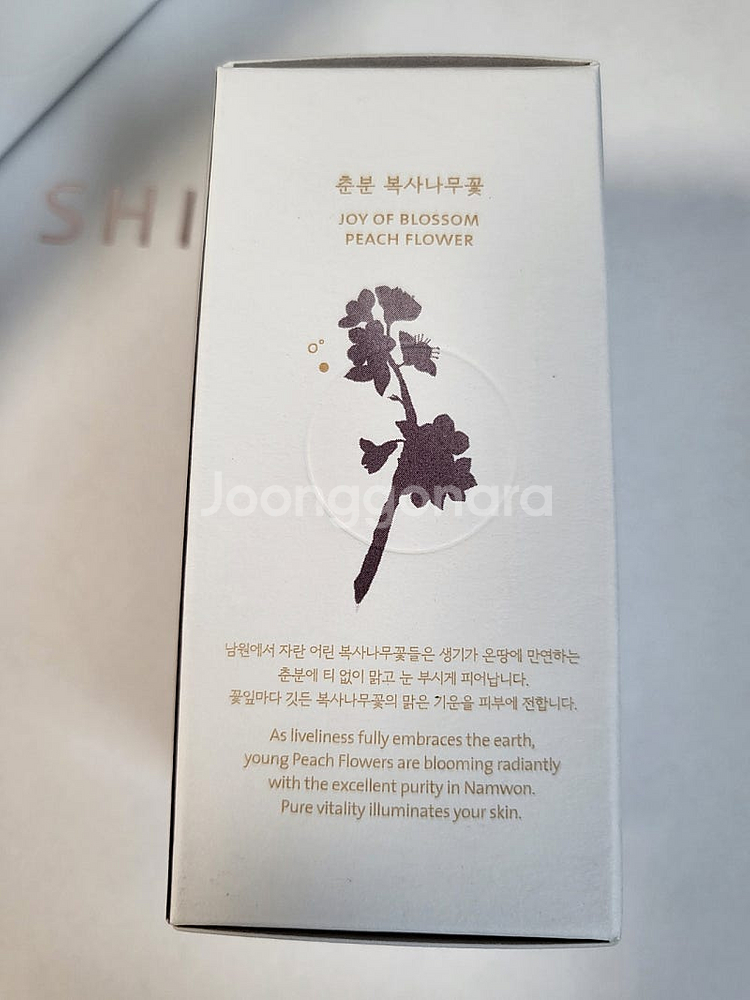 춘분 복사나무꽃
JOY OF BLOSSOM
PEACH FLOWER
SHI
Joonggonara
남원에서 자란 어린 복사나무꽃들은 생기가 온땅에 만연하는
춘분에 티 없이 맑고 눈 부시게 피어납니다.
꽃잎마다 깃든 복사나무꽃의 맑은 기운을 피부에 전합니다.
As liveliness fully embraces the earth,
young Peach Flowers are blooming radiantly
with the excellent purity in Namwon.
Pure vitality illuminates your skin.